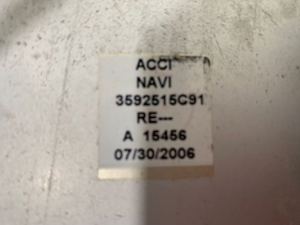 ACCI
NAVI
3592515C91
RE---
A 15456
07/30/2006